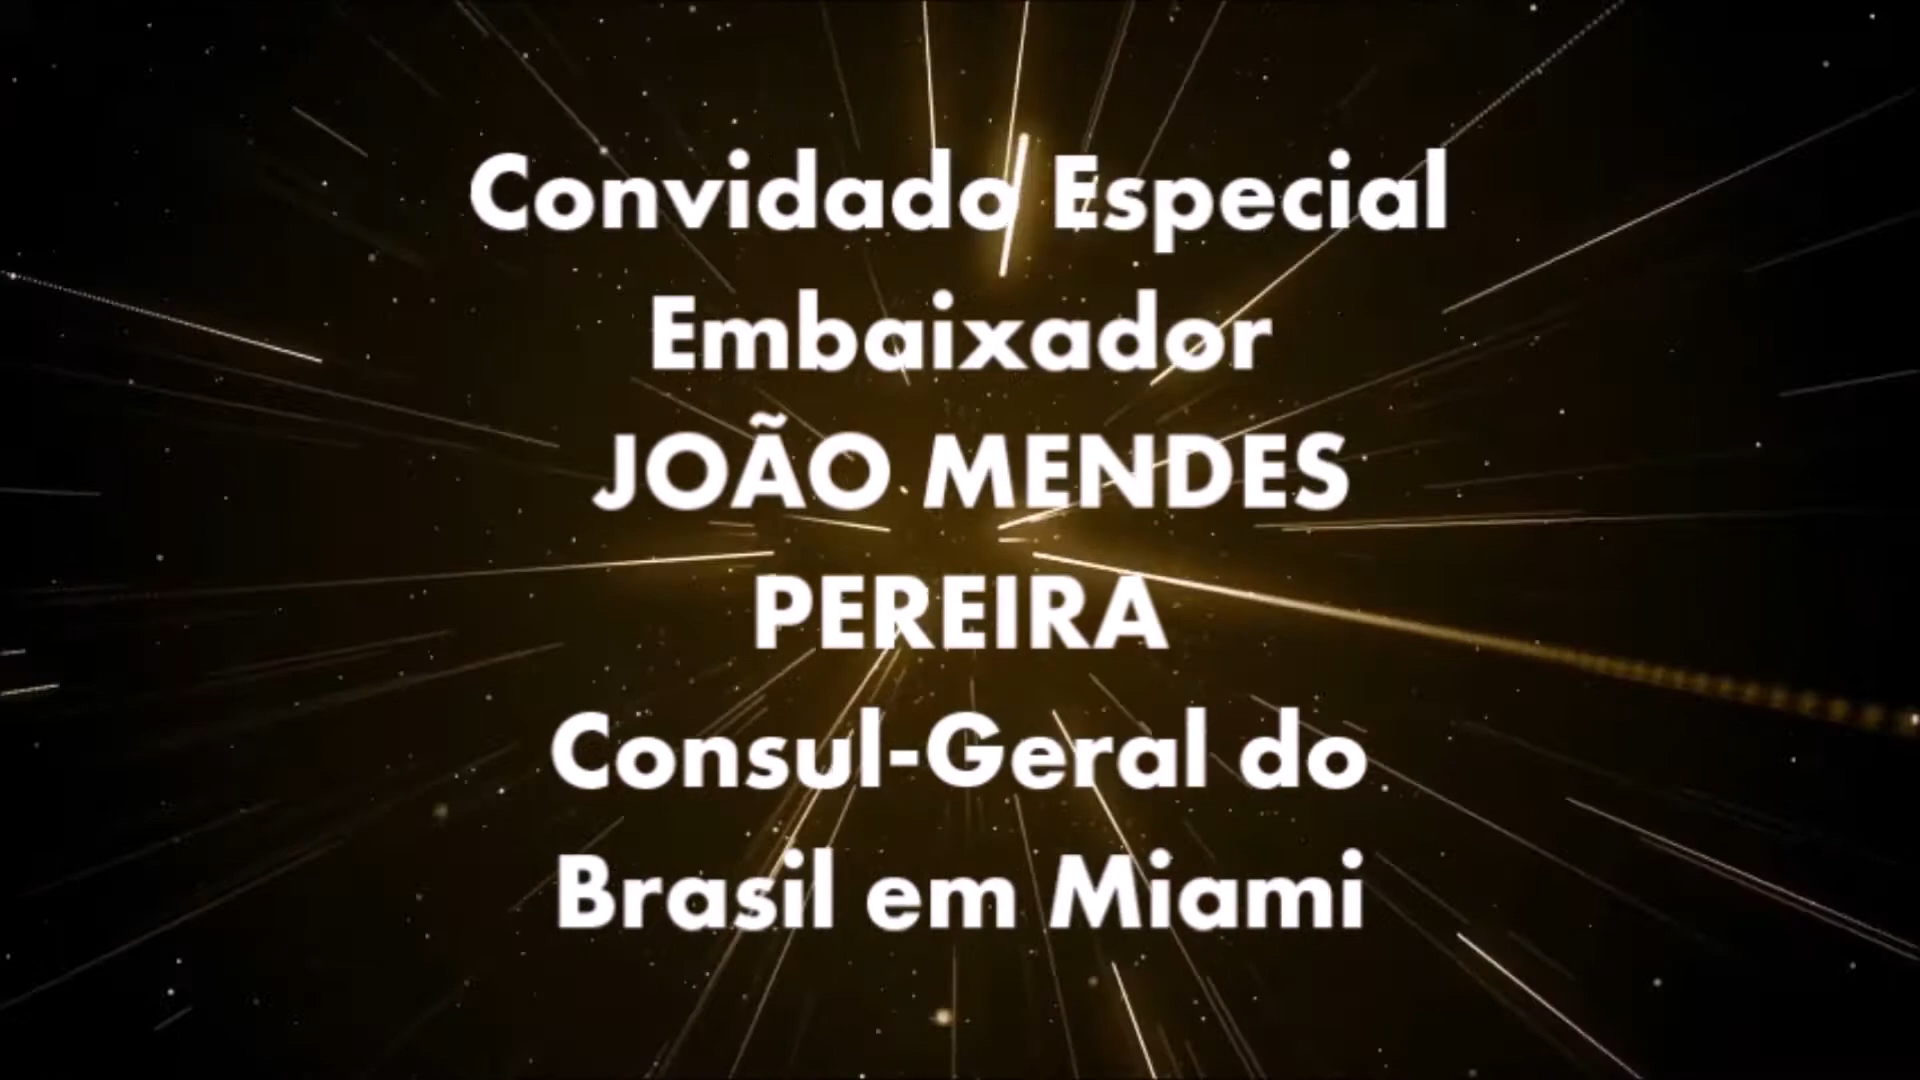 Convidado Especial
Embaixador
JOÃO MENDES
PEREIRA
Consul-Geral do
Brasil em Miami